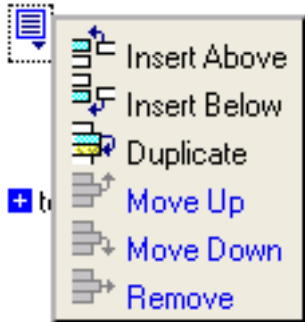 Insert Above
Insert Below
Duplicate
Move Up
Move Down
Remove